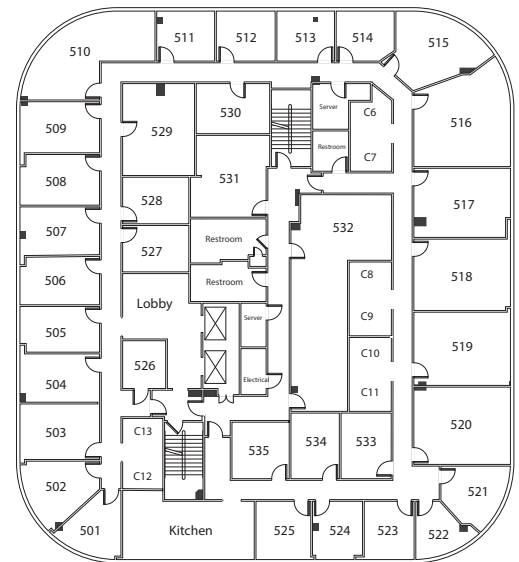 510
511
512
513
514
515
509
529
530
Server
C6
516
508
528
531
Restroom
C7
517
507
527
Restroom
532
506
Restroom
C8
518
505
Lobby
Server
C9
519
504
526
Electrical
C10
C11
503
C13
535
534
533
520
502
C12
521
501
Kitchen
525
524
523
522